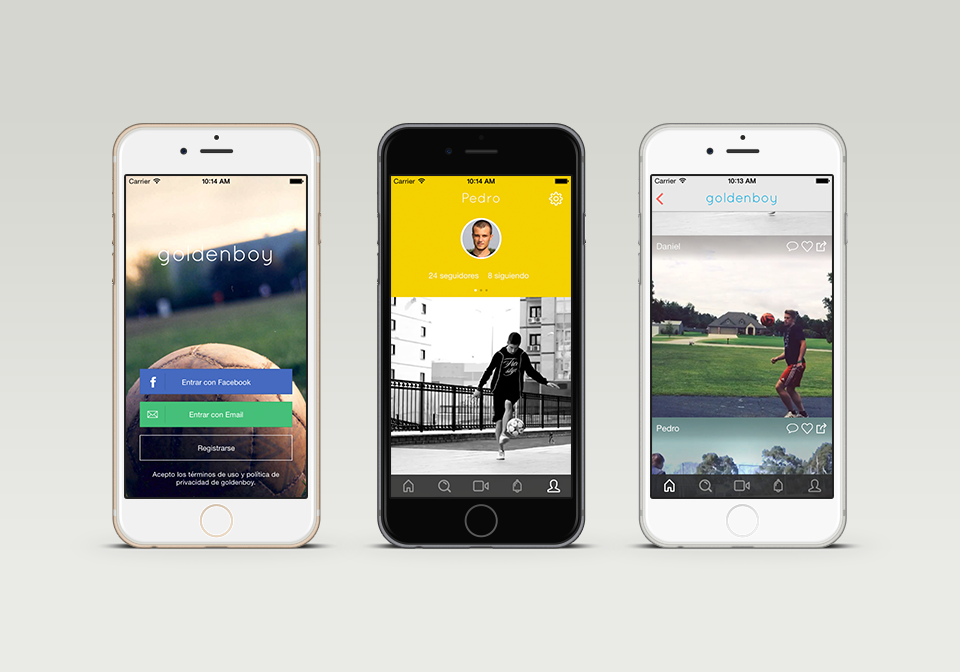 Carrier 10:14 AM
goldenboy
Entrar con Facebook
Entrar con Email
Registrarse
Acepto los términos de uso y política de
privacidad de goldenboy.
Carrier 10:14 AM
Pedro
24 seguidores 8 siguiendo
Carrier 10:13 AM
goldenboy
Daniel
Pedro